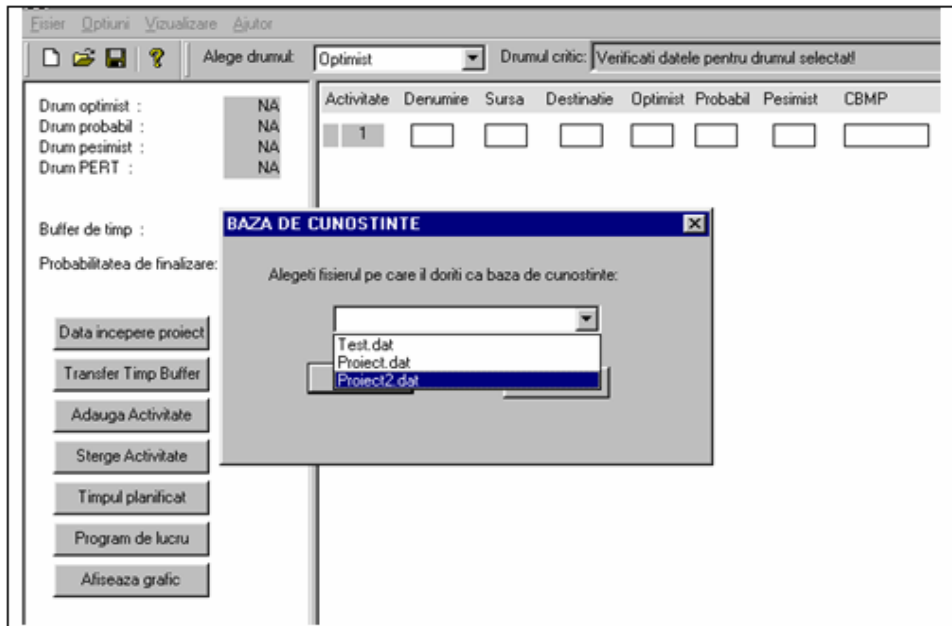 Fisier Optiuni Vizualizare Ajutor
Alege drumul: Optimist Drumul critic: Verificati datele pentru drumul selectat!
Drum optimist : NA
Drum probabil : NA
Drum pesimist : NA
Drum PERT : NA
Buffer de timp :
Probabilitatea de finalizare:
Data incepere proiect
Transfer Timp Buffer
Adauga Activitate
Sterge Activitate
Timpul planificat
Program de lucru
Afiseaza grafic
Activitate Denumire Sursa Destinatie Optimist Probabil Pesimist CBMP
1
BAZA DE CUNOSTINTE
Alegeti fisierul pe care il doriti ca baza de cunostinte:
Test.dat
Proiect.dat
Proiect2.dat